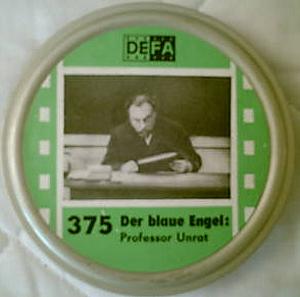 DEFA
375 Der blaue Engel:
Professor Unrat